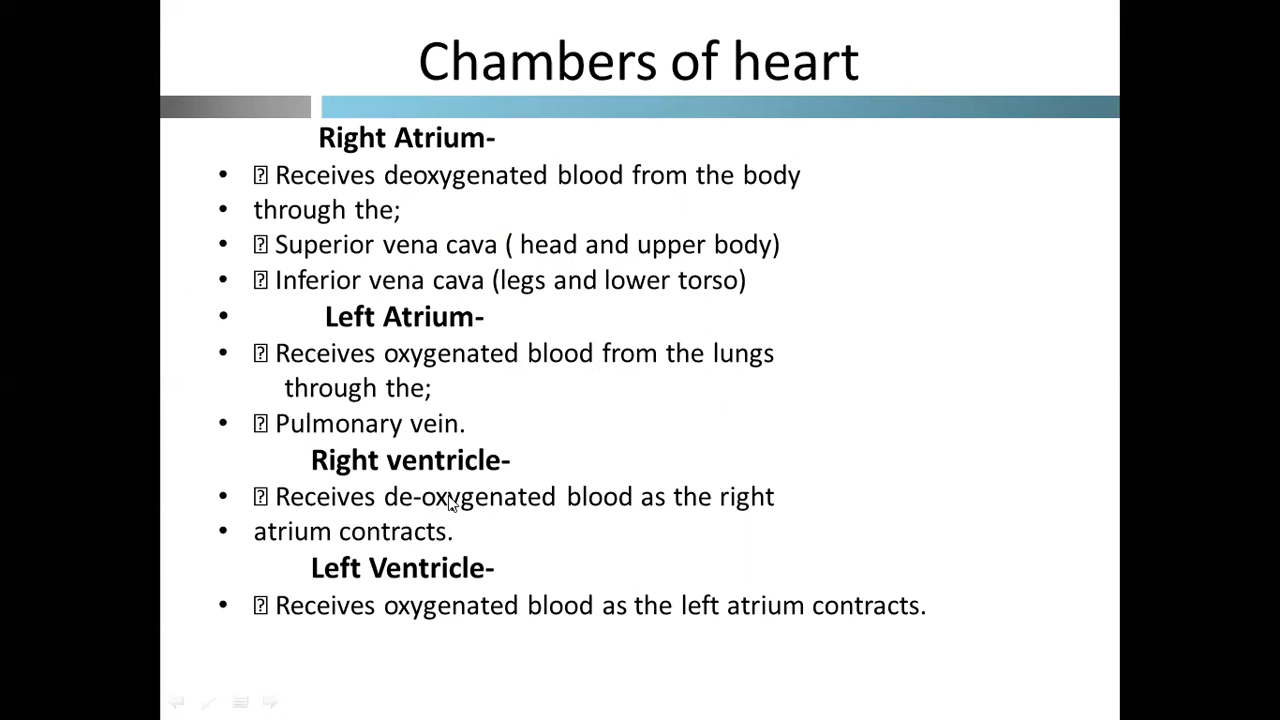 Chambers of heart
Right Atrium-
• ⍰ Receives deoxygenated blood from the body
• through the;
• ⍰ Superior vena cava ( head and upper body)
• ⍰ Inferior vena cava (legs and lower torso)
• Left Atrium-
• ⍰ Receives oxygenated blood from the lungs
through the;
• ⍰ Pulmonary vein.
Right ventricle-
• ⍰ Receives de-oxygenated blood as the right
• atrium contracts.
Left Ventricle-
• ⍰ Receives oxygenated blood as the left atrium contracts.